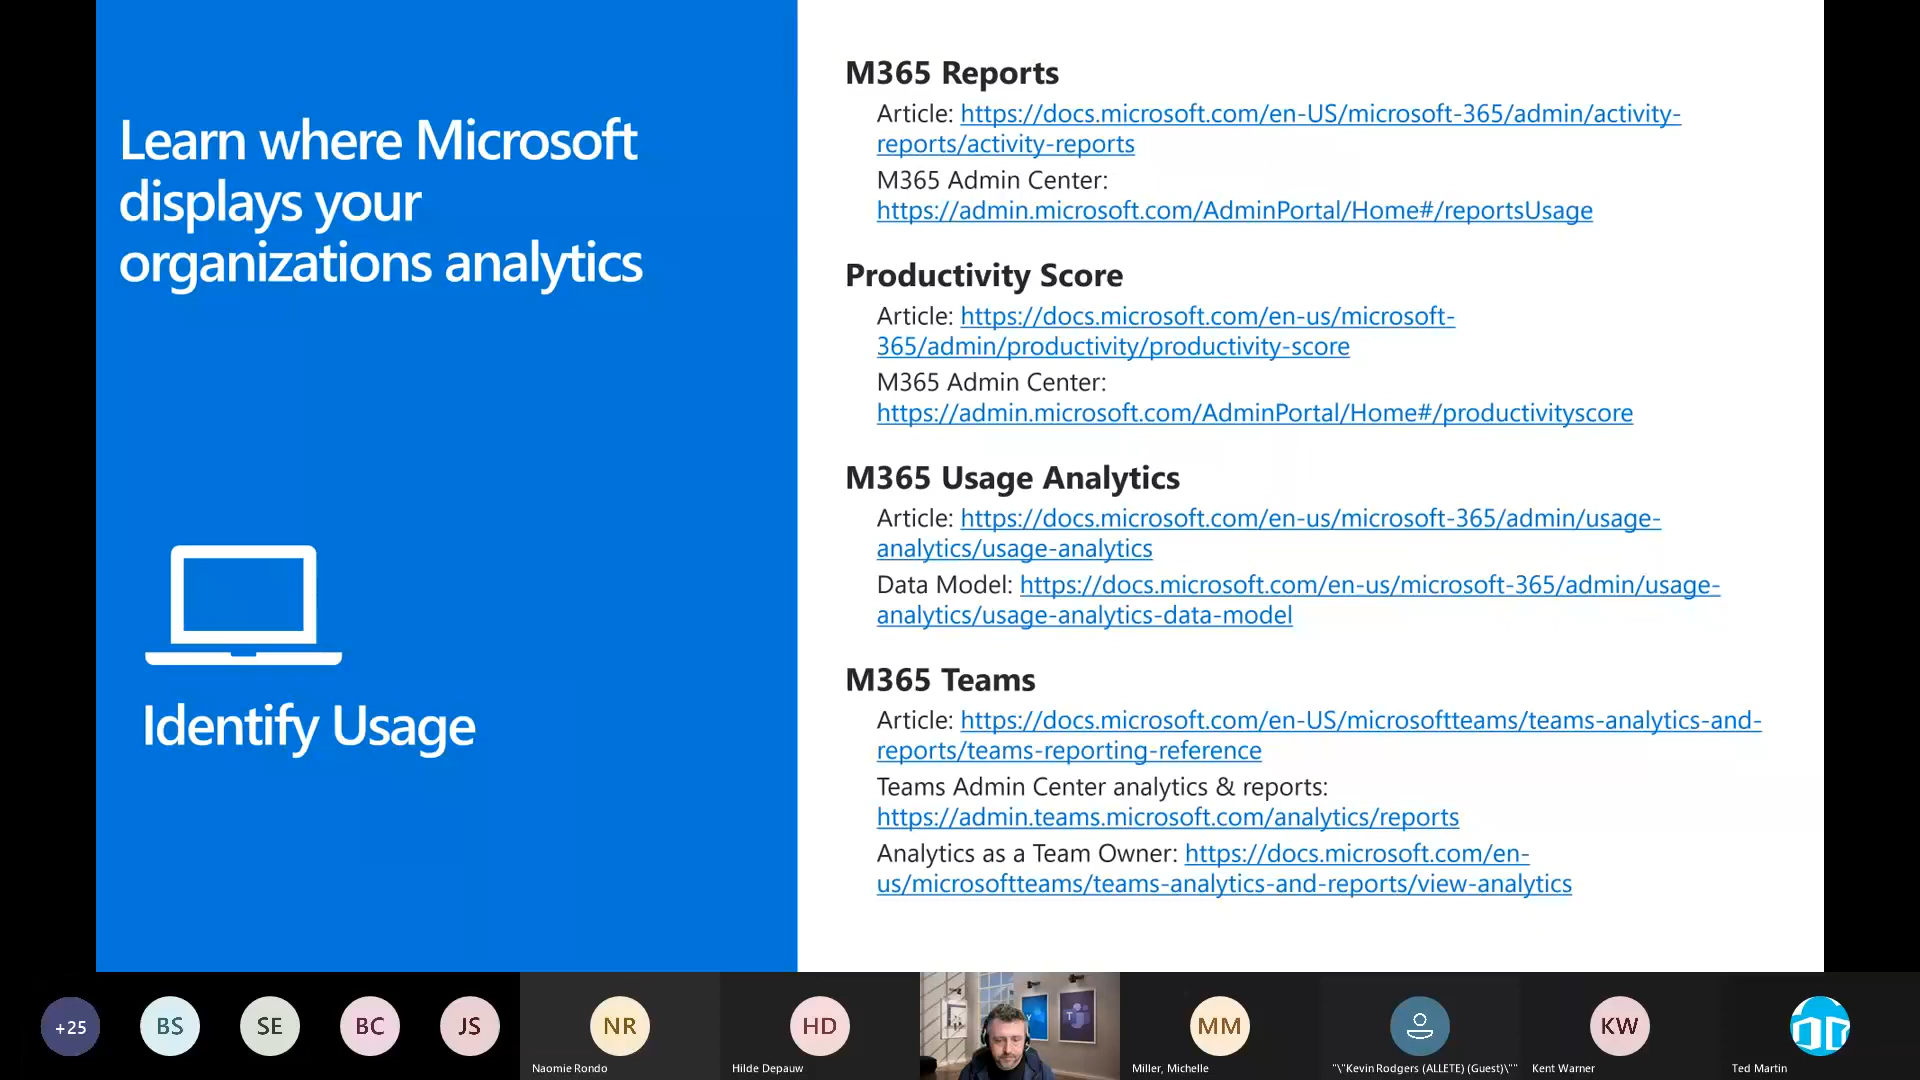 Learn where Microsoft
displays your
organizations analytics
Identify Usage
M365 Reports
Article: https://docs.microsoft.com/en-US/microsoft-365/admin/activity-
reports/activity-reports
M365 Admin Center:
https://admin.microsoft.com/AdminPortal/Home#/reportsUsage
Productivity Score
Article: https://docs.microsoft.com/en-us/microsoft-
365/admin/productivity/productivity-score
M365 Admin Center:
https://admin.microsoft.com/AdminPortal/Home#/productivityscore
M365 Usage Analytics
Article: https://docs.microsoft.com/en-us/microsoft-365/admin/usage-
analytics/usage-analytics
Data Model: https://docs.microsoft.com/en-us/microsoft-365/admin/usage-
analytics/usage-analytics-data-model
M365 Teams
Article: https://docs.microsoft.com/en-US/microsoftteams/teams-analytics-and-
reports/teams-reporting-reference
Teams Admin Center analytics & reports:
https://admin.teams.microsoft.com/analytics/reports
Analytics as a Team Owner: https://docs.microsoft.com/en-
us/microsoftteams/teams-analytics-and-reports/view-analytics
+25 BS SE BC JS NR HD MM KW
Naomie Rondo Hilde Depauw Miller, Michelle "\"Kevin Rodgers (ALLETE) (Guest)\"" Kent Warner Ted Martin